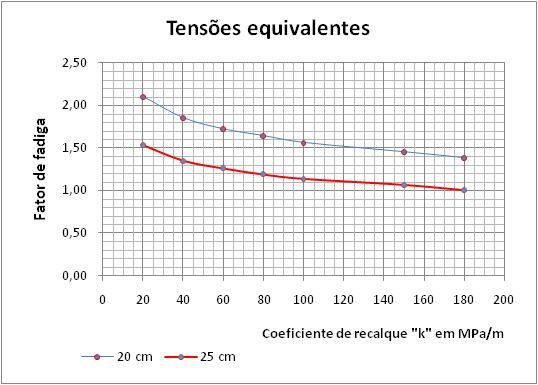 Tensões equivalentes
Fator de fadiga
2,50
2,00
1,50
1,00
0,50
0,00
0 20 40 60 80 100 120 140 160 180 200
Coeficiente de recalque "k" em MPa/m
20 cm 25 cm